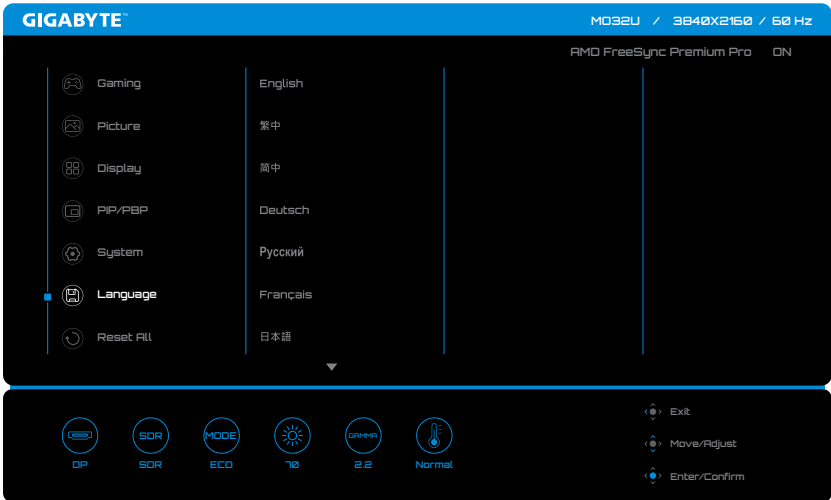 GIGABYTE™
MO32U / 3840X2160 / 60 Hz
AMD FreeSync Premium Pro ON
Gaming
English
Picture
繁中
Display
简中
PIP/PBP
Deutsch
System
Русский
Language
Français
Reset All
日本語
SDR
MODE
GAMMA
DP
SDR
ECO
70
2.2
Normal
Exit
Move/Adjust
Enter/Confirm